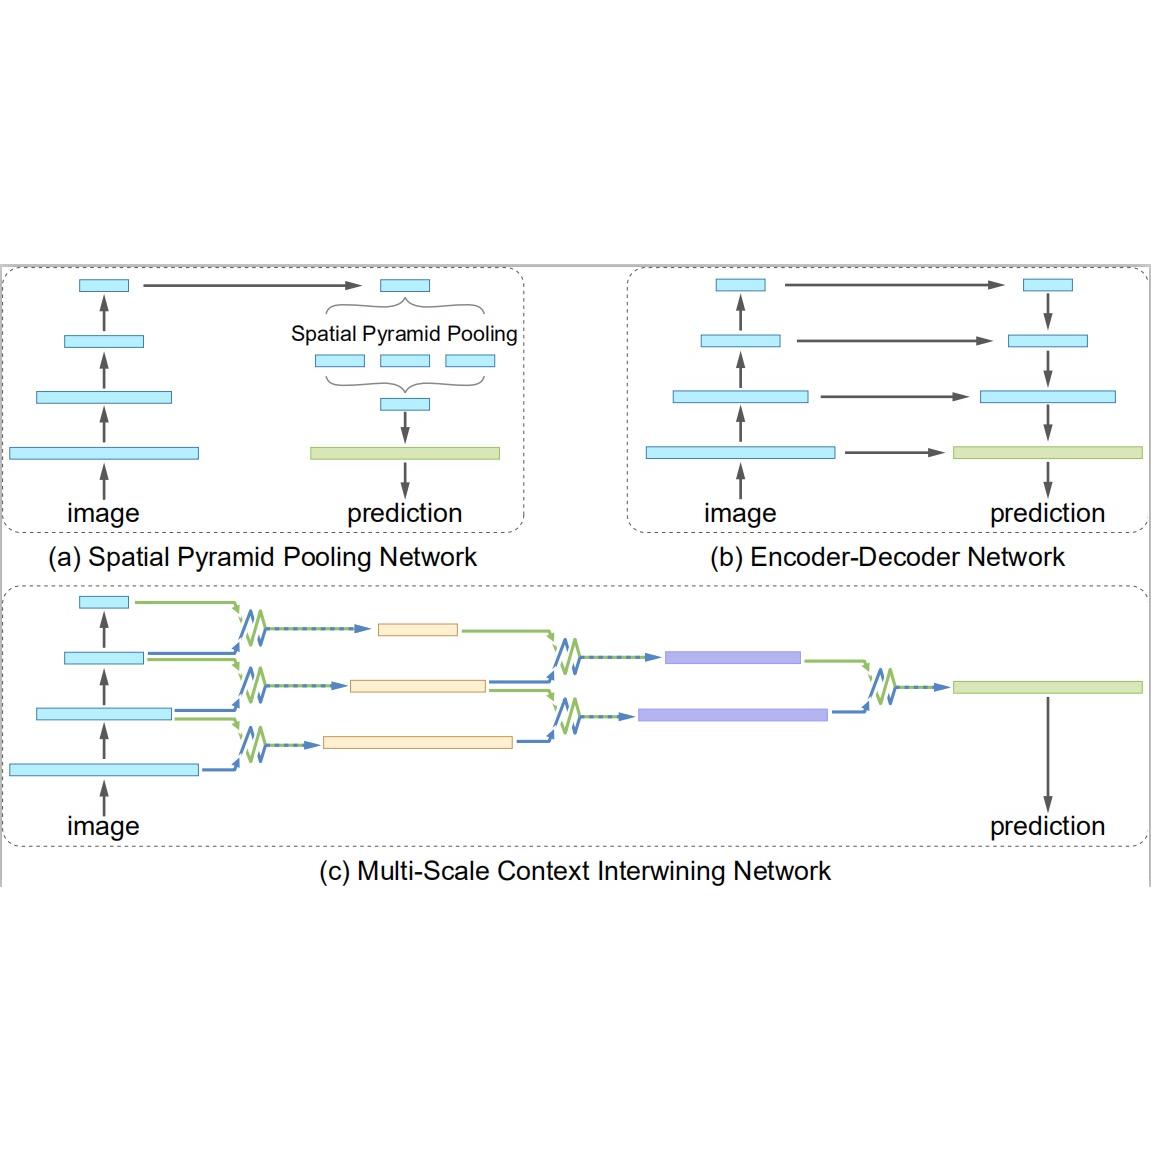 Spatial Pyramid Pooling
image
prediction
(a) Spatial Pyramid Pooling Network
image
prediction
(b) Encoder-Decoder Network
image
prediction
(c) Multi-Scale Context Interwining Network